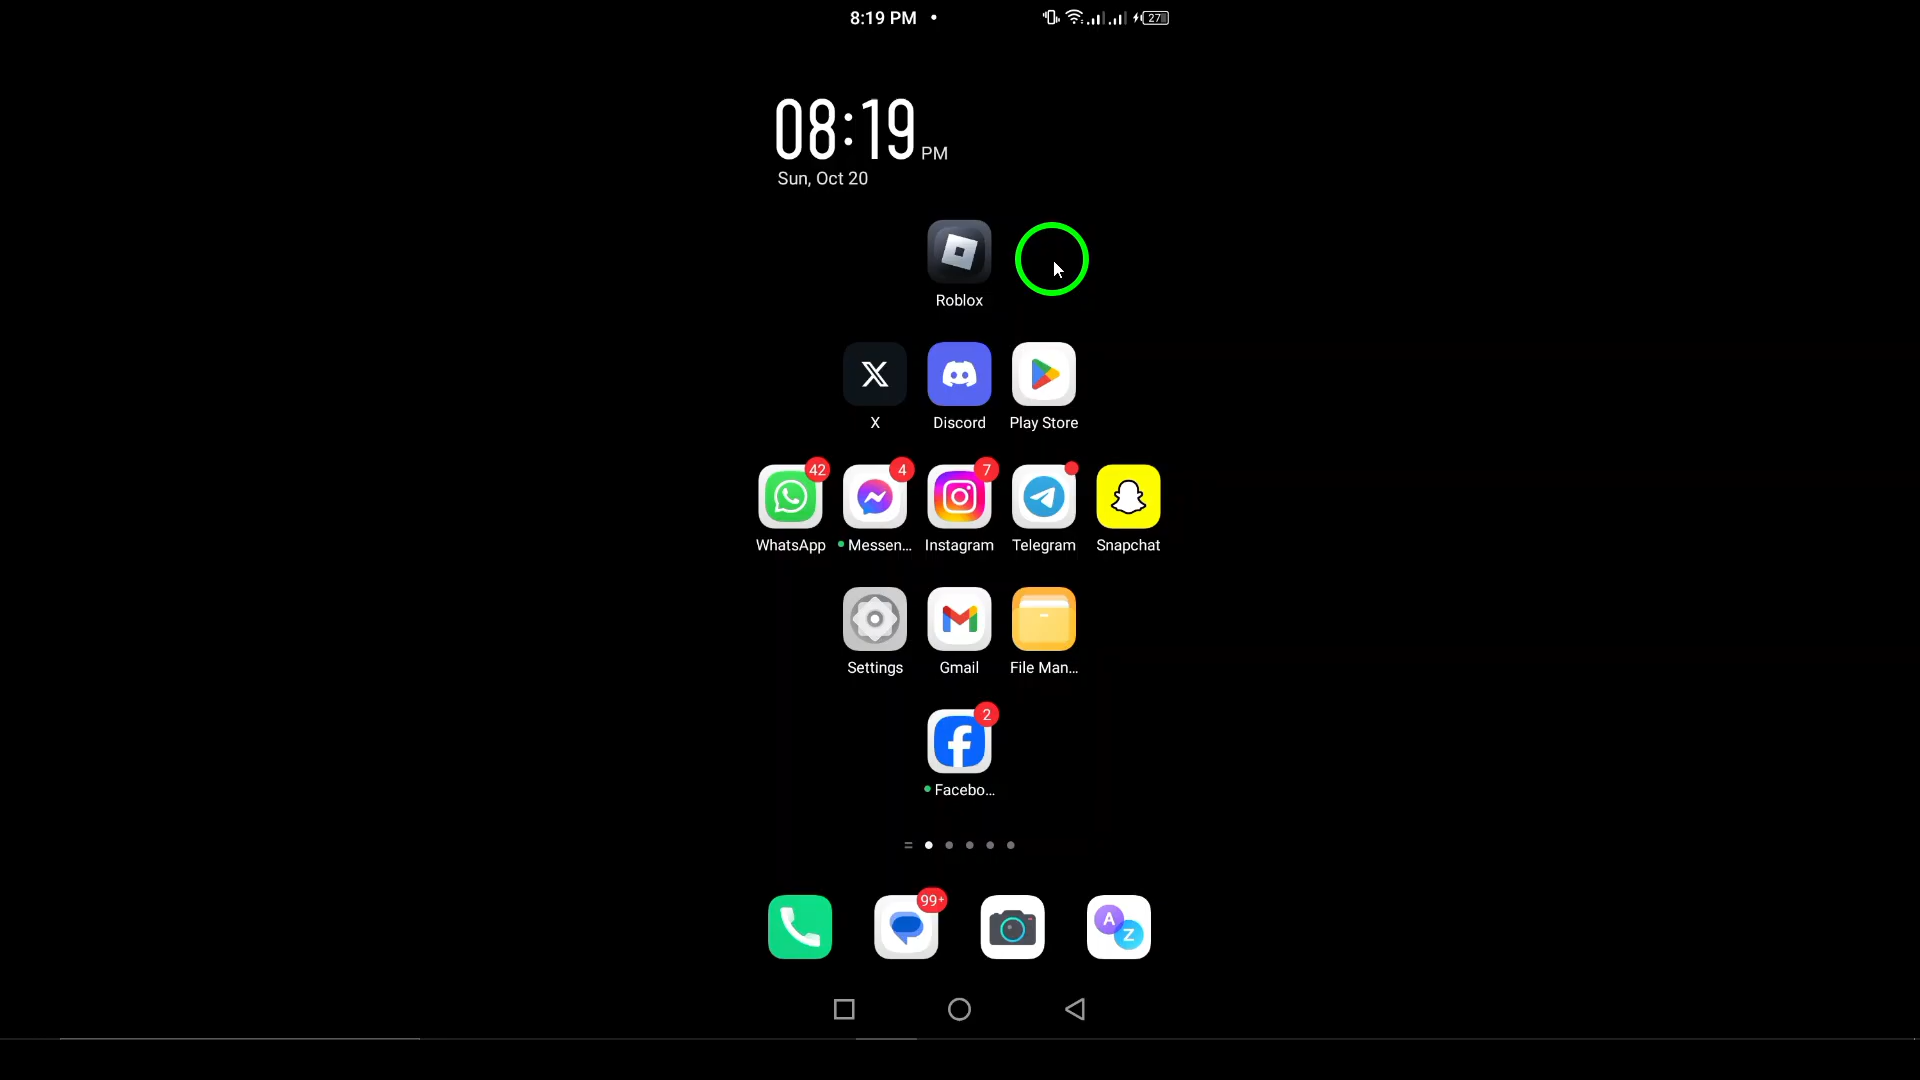 8:19 PM
27
08:19 PM
Sun, Oct 20
Roblox
X Discord Play Store
42 4 7
WhatsApp Messen... Instagram Telegram Snapchat
Settings Gmail File Man...
2
Facebo...
99+
A Z